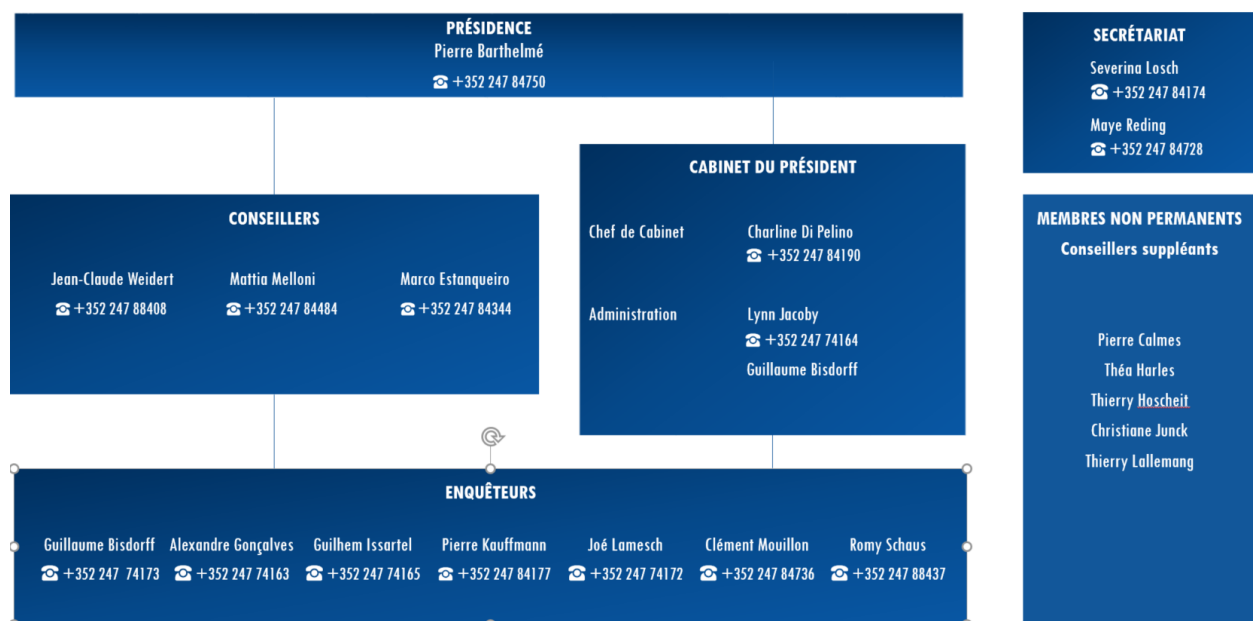 PRÉSIDENCE
Pierre Barthelmé
☎ +352 247 84750
SECRÉTARIAT
Severina Losch
☎ +352 247 84174
Maye Reding
☎ +352 247 84728
CABINET DU PRÉSIDENT
Chef de Cabinet Charline Di Pelino
☎ +352 247 84190
Administration Lynn Jacoby
☎ +352 247 74164
Guillaume Bisdorff
CONSEILLERS
Jean-Claude Weidert Mattia Melloni Marco Estanqueiro
☎ +352 247 88408 ☎ +352 247 84484 ☎ +352 247 84344
MEMBRES NON PERMANENTS
Conseillers suppléants
Pierre Calmes
Théa Harles
Thierry Hoscheit
Christiane Junck
Thierry Lallemang
ENQUÊTEURS
Guillaume Bisdorff Alexandre Gonçalves Guilhem Issartel Pierre Kauffmann Joé Lamesch Clément Mouillon Romy Schaus
☎ +352 247 74173 ☎ +352 247 74163 ☎ +352 247 74165 ☎ +352 247 84177 ☎ +352 247 74172 ☎ +352 247 84736 ☎ +352 247 88437